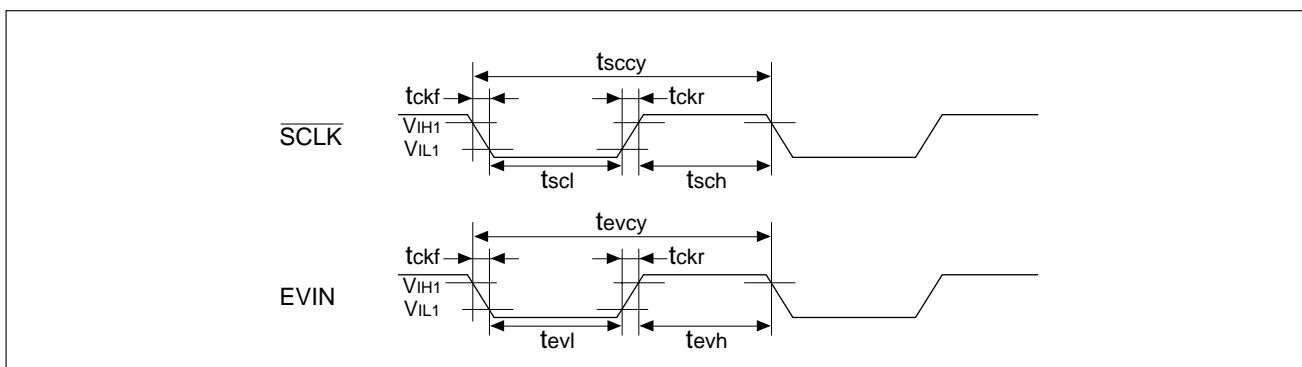 tsccy
tckf tckr
SCLK
VIH1
VIL1
tscl tsch
tevcy
tckf tckr
EVIN
VIH1
VIL1
tevl tevh